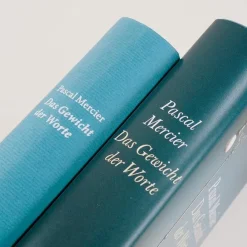 Pascal Mercier
Das Gewicht
der Worte
Pascal
Mercier
Das Gewicht
der Worte